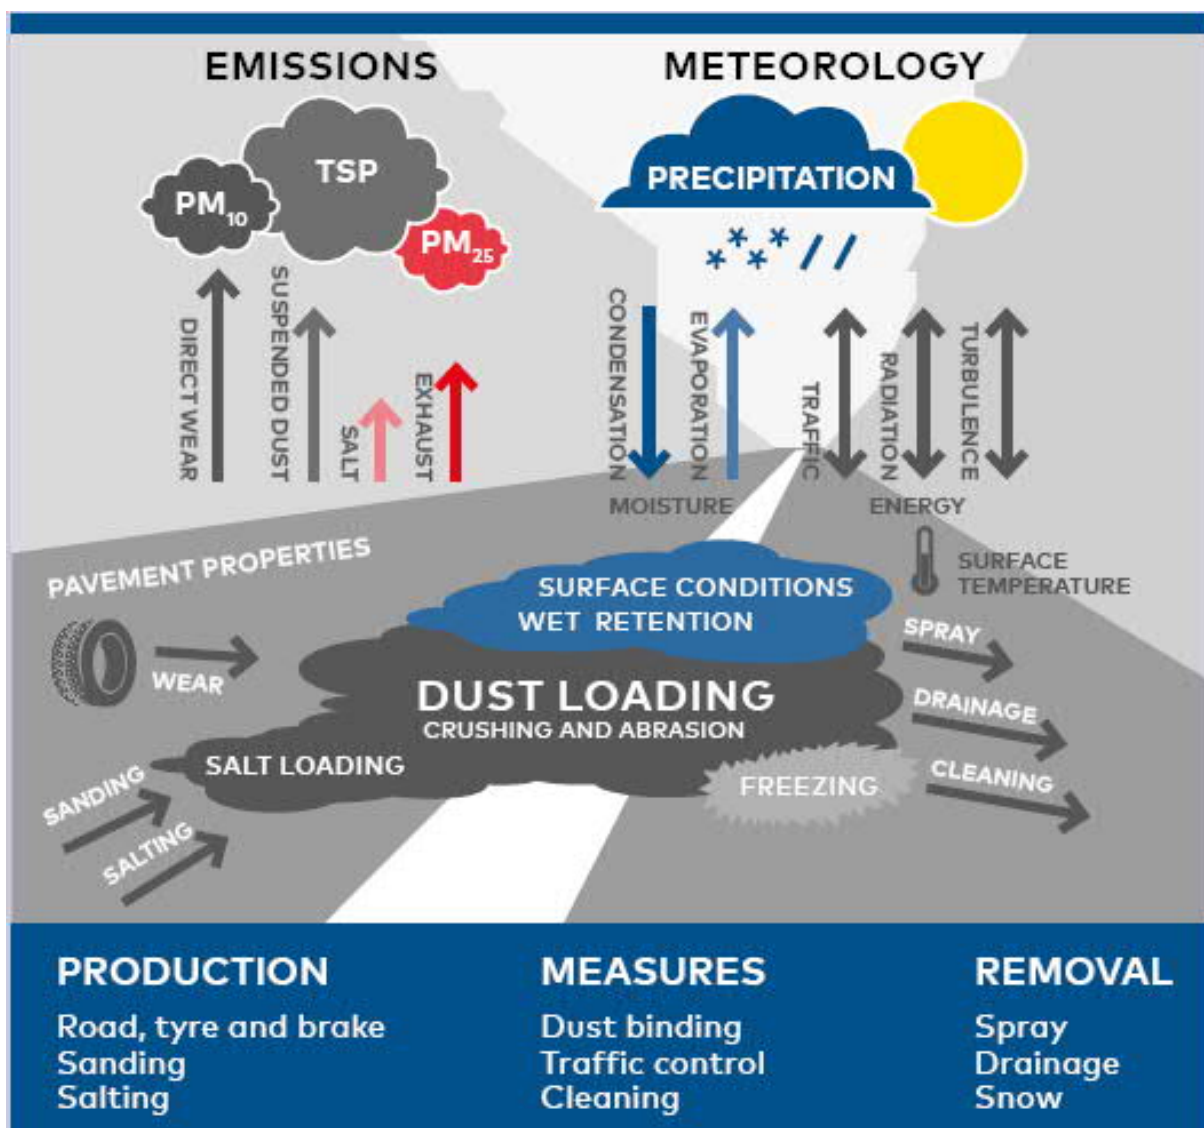 EMISSIONS
METEOROLOGY
PM10
TSP
PM25
PRECIPITATION
DIRECT WEAR
SUSPENDED DUST
SALT
EXHAUST
CONDENSATION
EVAPORATION
TRAFFIC
RADIATION
TURBULENCE
MOISTURE
ENERGY
SURFACE
TEMPERATURE
PAVEMENT PROPERTIES
WEAR
SURFACE CONDITIONS
WET RETENTION
DUST LOADING
CRUSHING AND ABRASION
SALT LOADING
FREEZING
SPRAY
DRAINAGE
CLEANING
SANDING
SALTING
PRODUCTION
Road, tyre and brake
Sanding
Salting
MEASURES
Dust binding
Traffic control
Cleaning
REMOVAL
Spray
Drainage
Snow